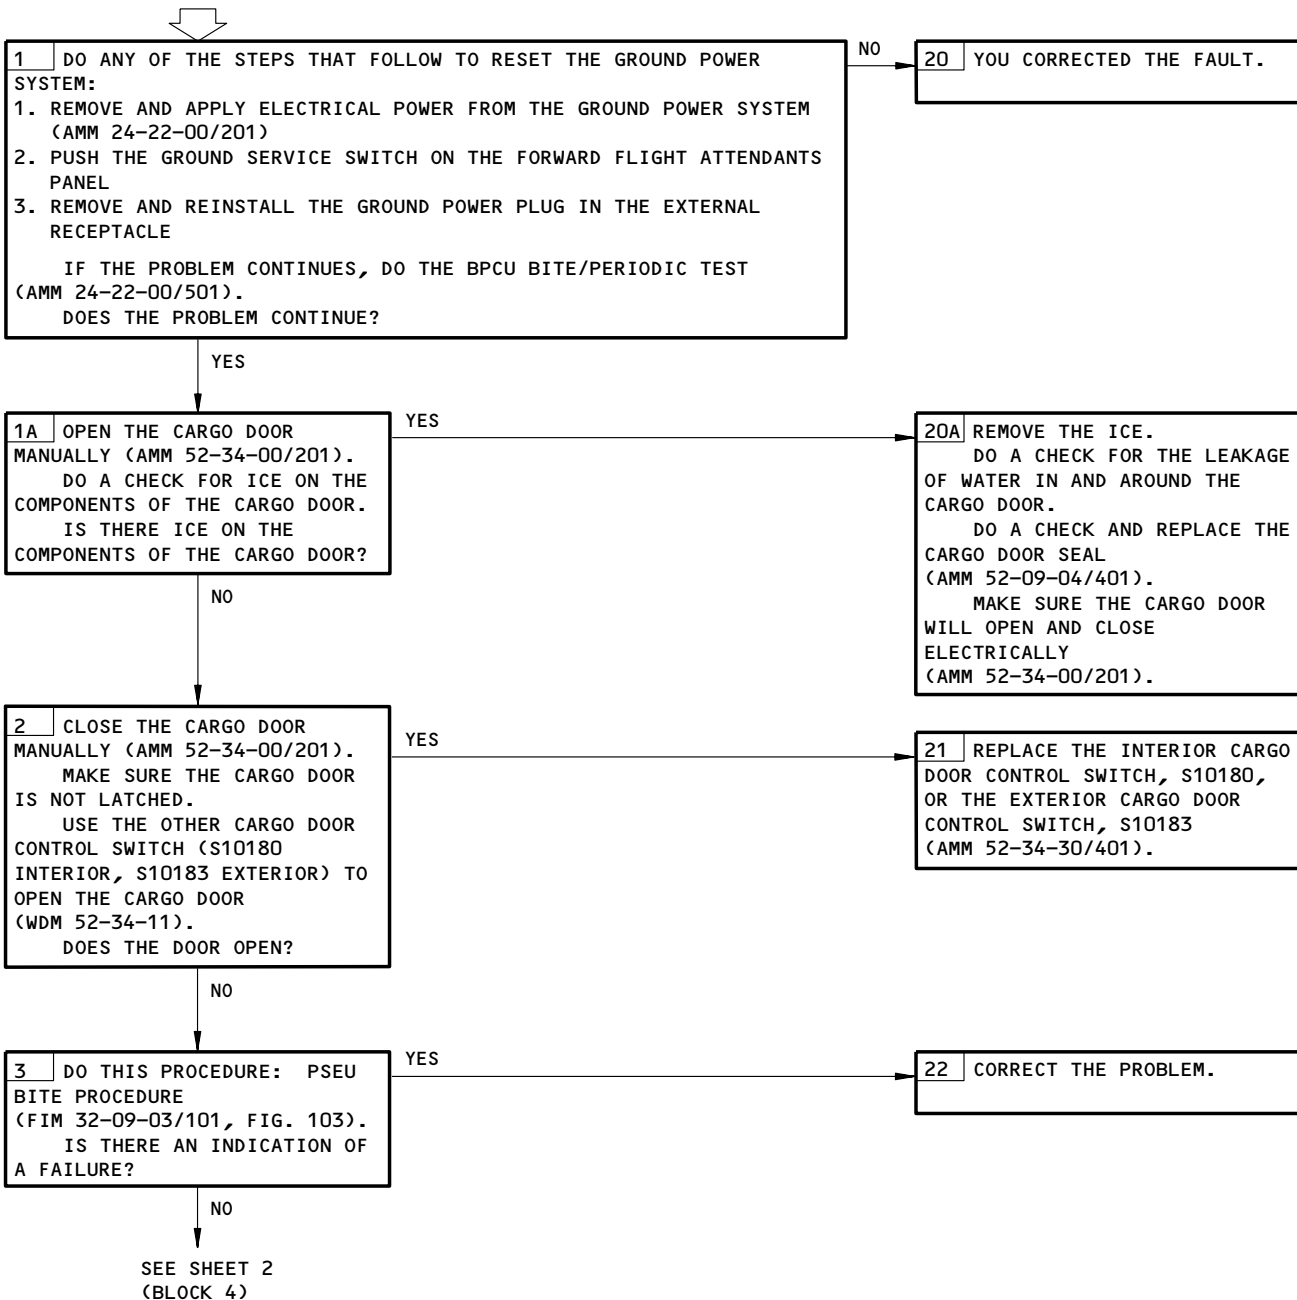 1 DO ANY OF THE STEPS THAT FOLLOW TO RESET THE GROUND POWER
SYSTEM:
1. REMOVE AND APPLY ELECTRICAL POWER FROM THE GROUND POWER SYSTEM
(AMM 24-22-00/201)
2. PUSH THE GROUND SERVICE SWITCH ON THE FORWARD FLIGHT ATTENDANTS
PANEL
3. REMOVE AND REINSTALL THE GROUND POWER PLUG IN THE EXTERNAL
RECEPTACLE
IF THE PROBLEM CONTINUES, DO THE BPCU BITE/PERIODIC TEST
(AMM 24-22-00/501).
DOES THE PROBLEM CONTINUE?
NO
20 YOU CORRECTED THE FAULT.
YES
1A OPEN THE CARGO DOOR
MANUALLY (AMM 52-34-00/201).
DO A CHECK FOR ICE ON THE
COMPONENTS OF THE CARGO DOOR.
IS THERE ICE ON THE
COMPONENTS OF THE CARGO DOOR?
YES
20A REMOVE THE ICE.
DO A CHECK FOR THE LEAKAGE
OF WATER IN AND AROUND THE
CARGO DOOR.
DO A CHECK AND REPLACE THE
CARGO DOOR SEAL
(AMM 52-09-04/401).
MAKE SURE THE CARGO DOOR
WILL OPEN AND CLOSE
ELECTRICALLY
(AMM 52-34-00/201).
NO
2 CLOSE THE CARGO DOOR
MANUALLY (AMM 52-34-00/201).
MAKE SURE THE CARGO DOOR
IS NOT LATCHED.
USE THE OTHER CARGO DOOR
CONTROL SWITCH (S10180
INTERIOR, S10183 EXTERIOR) TO
OPEN THE CARGO DOOR
(WDM 52-34-11).
DOES THE DOOR OPEN?
YES
21 REPLACE THE INTERIOR CARGO
DOOR CONTROL SWITCH, S10180,
OR THE EXTERIOR CARGO DOOR
CONTROL SWITCH, S10183
(AMM 52-34-30/401).
NO
3 DO THIS PROCEDURE: PSEU
BITE PROCEDURE
(FIM 32-09-03/101, FIG. 103).
IS THERE AN INDICATION OF
A FAILURE?
YES
22 CORRECT THE PROBLEM.
NO
SEE SHEET 2
(BLOCK 4)